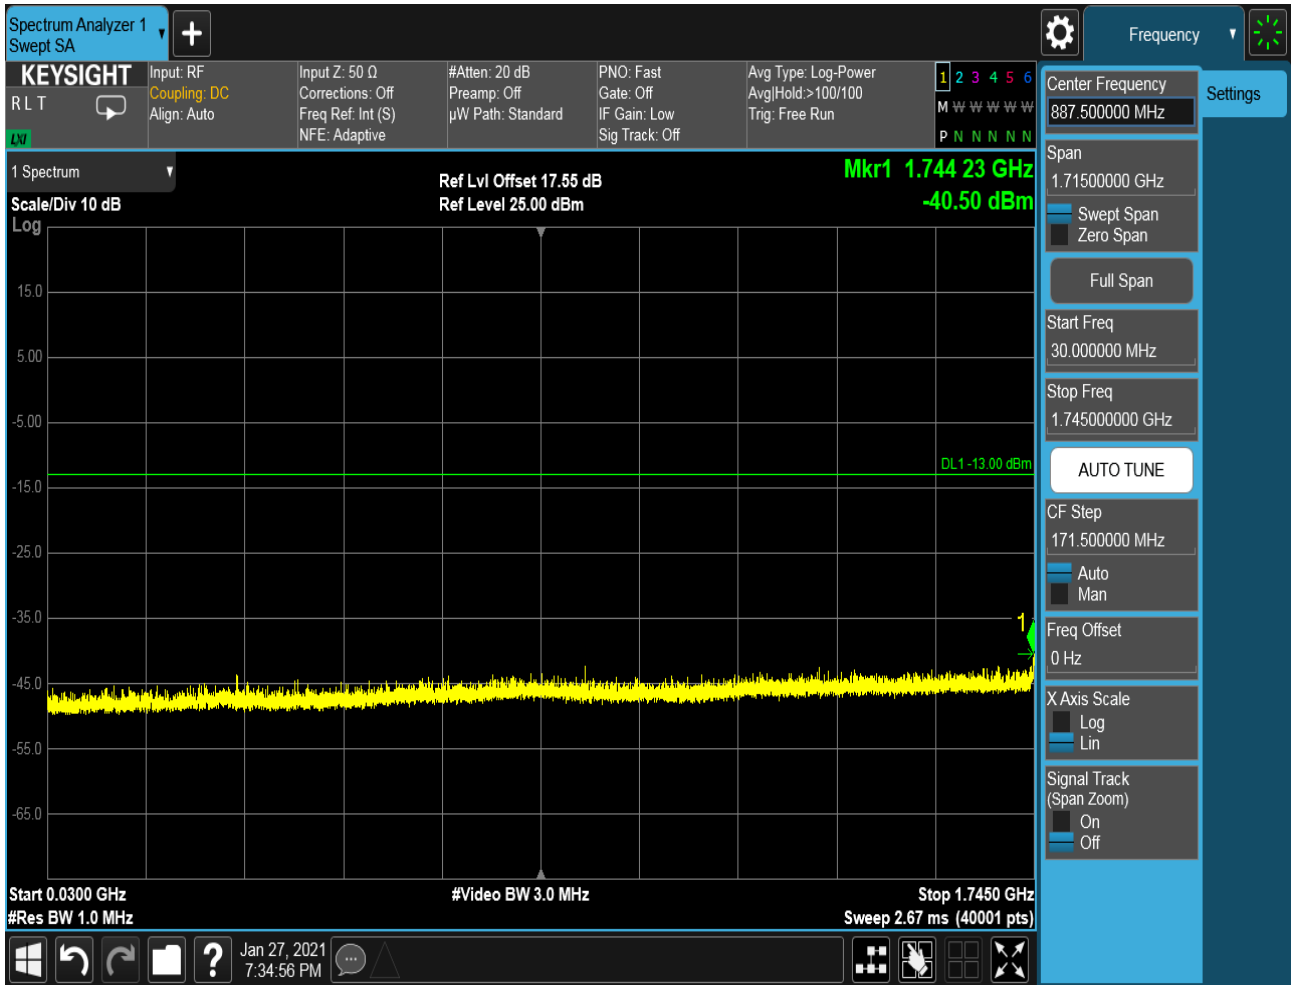 Spectrum Analyzer 1
Swept SA
Frequency
KEYSIGHT
R L T
LXI
Input: RF
Coupling: DC
Align: Auto
Input Z: 50 Ω
Corrections: Off
Freq Ref: Int (S)
NFE: Adaptive
#Atten: 20 dB
Preamp: Off
µW Path: Standard
PNO: Fast
Gate: Off
IF Gain: Low
Sig Track: Off
Avg Type: Log-Power
Avg|Hold:>100/100
Trig: Free Run
1 2 3 4 5 6
M W W W W W
P N N N N N
1 Spectrum
Scale/Div 10 dB
Log
Ref Lvl Offset 17.55 dB
Ref Level 25.00 dBm
Mkr1 1.744 23 GHz
-40.50 dBm
15.0
5.00
-5.00
DL1 -13.00 dBm
-15.0
-25.0
-35.0
1
-45.0
-55.0
-65.0
Start 0.0300 GHz
#Res BW 1.0 MHz
#Video BW 3.0 MHz
Stop 1.7450 GHz
Sweep 2.67 ms (40001 pts)
?
Jan 27, 2021
7:34:56 PM
Center Frequency
887.500000 MHz
Settings
Span
1.71500000 GHz
Swept Span
Zero Span
Full Span
Start Freq
30.000000 MHz
Stop Freq
1.745000000 GHz
AUTO TUNE
CF Step
171.500000 MHz
Auto
Man
Freq Offset
0 Hz
X Axis Scale
Log
Lin
Signal Track
(Span Zoom)
On
Off